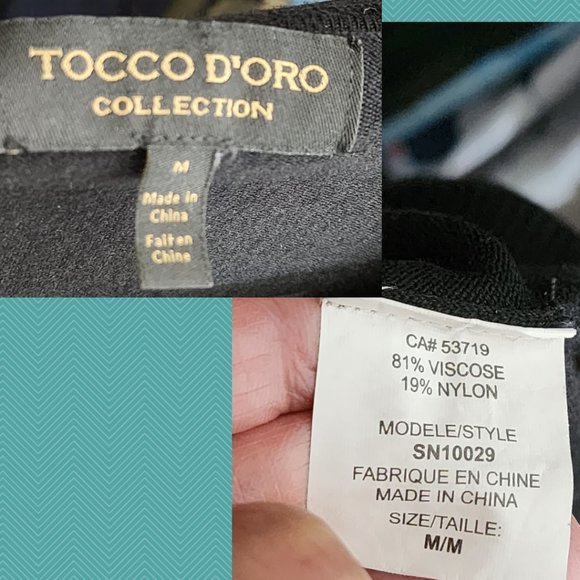 TOCCO D'ORO
COLLECTION
M
Made in
China
Fait en
Chine
CA# 53719
81% VISCOSE
19% NYLON
MODELE/STYLE
SN10029
FABRIQUE EN CHINE
MADE IN CHINA
SIZE/TAILLE:
M/M